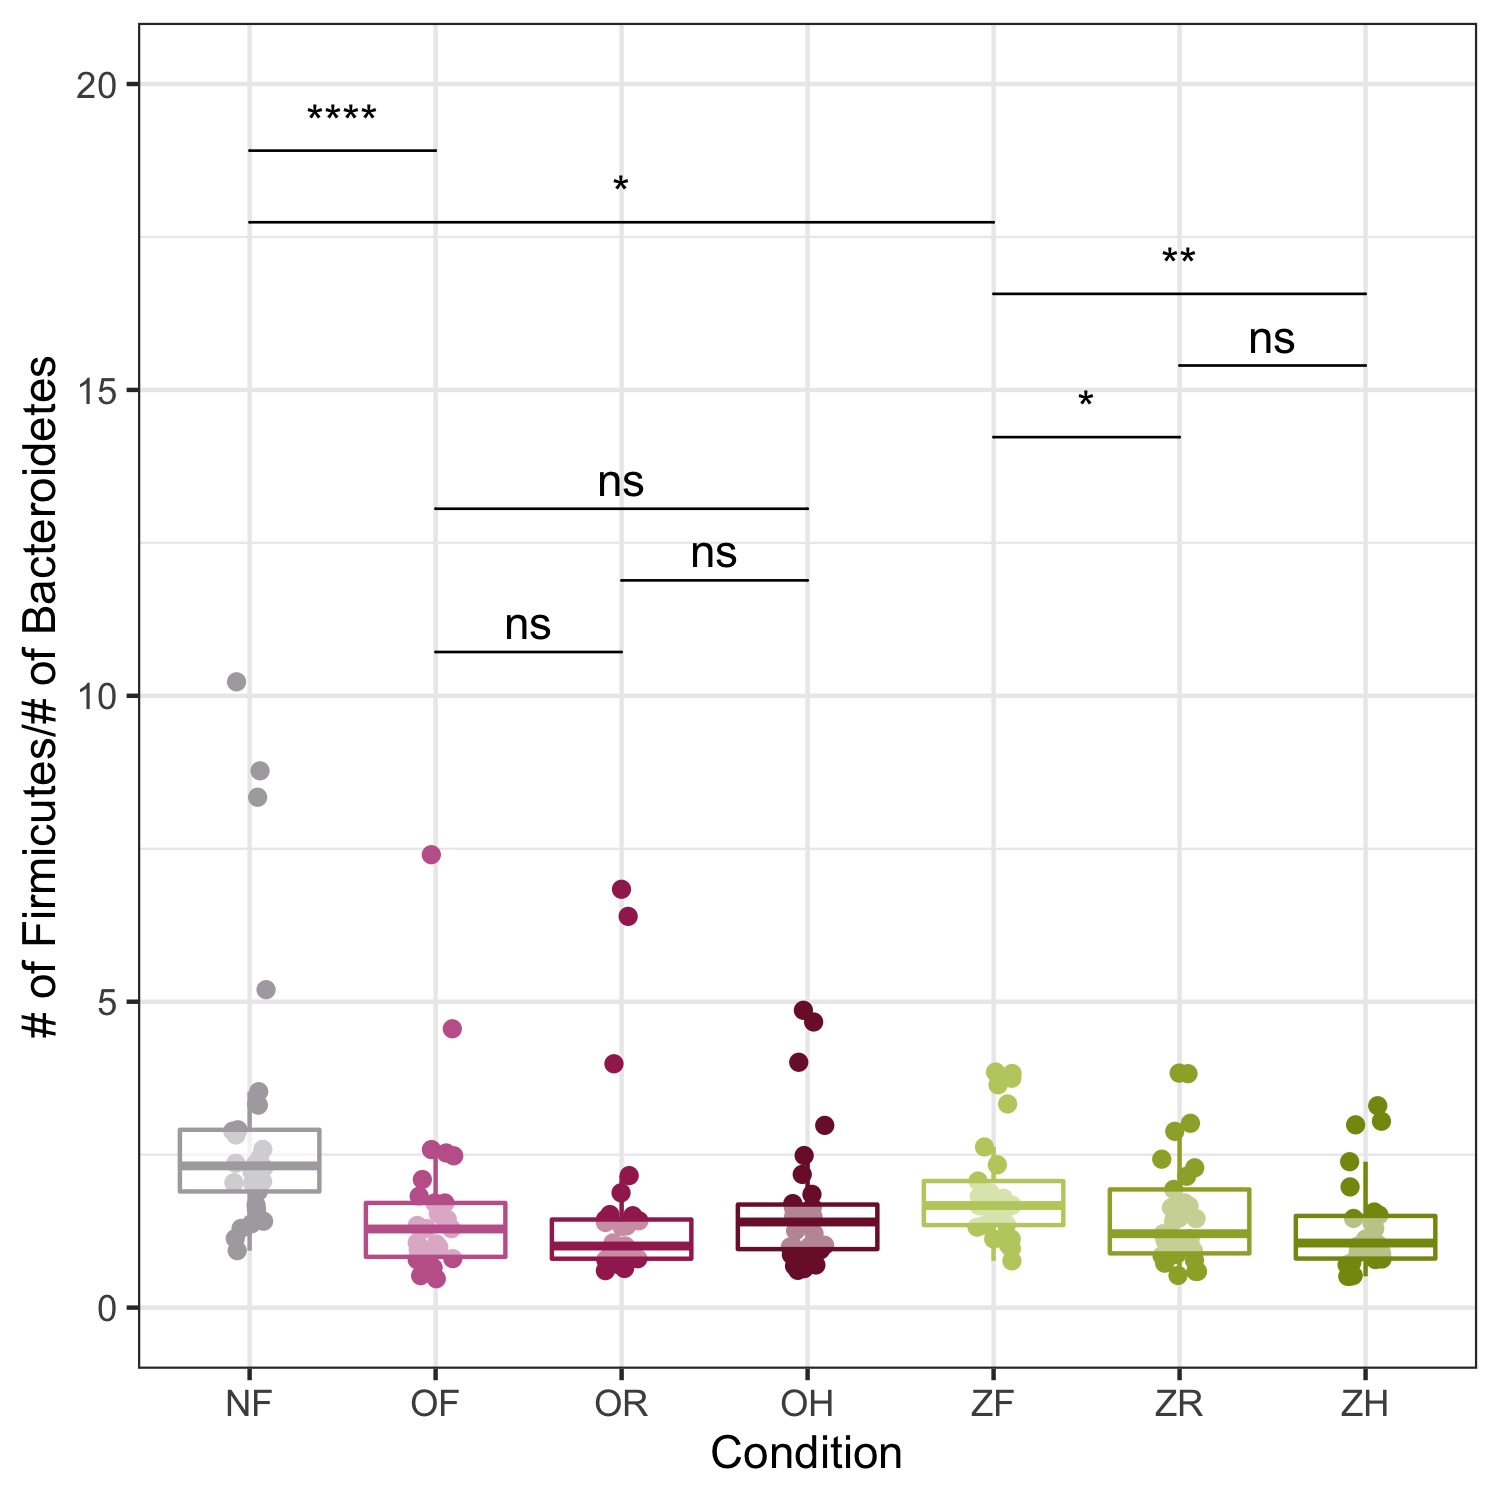 20
****
*
**
ns
15
*
ns
ns
ns
10
5
0
# of Firmicutes/# of Bacteroidetes
NF OF OR OH ZF ZR ZH
Condition